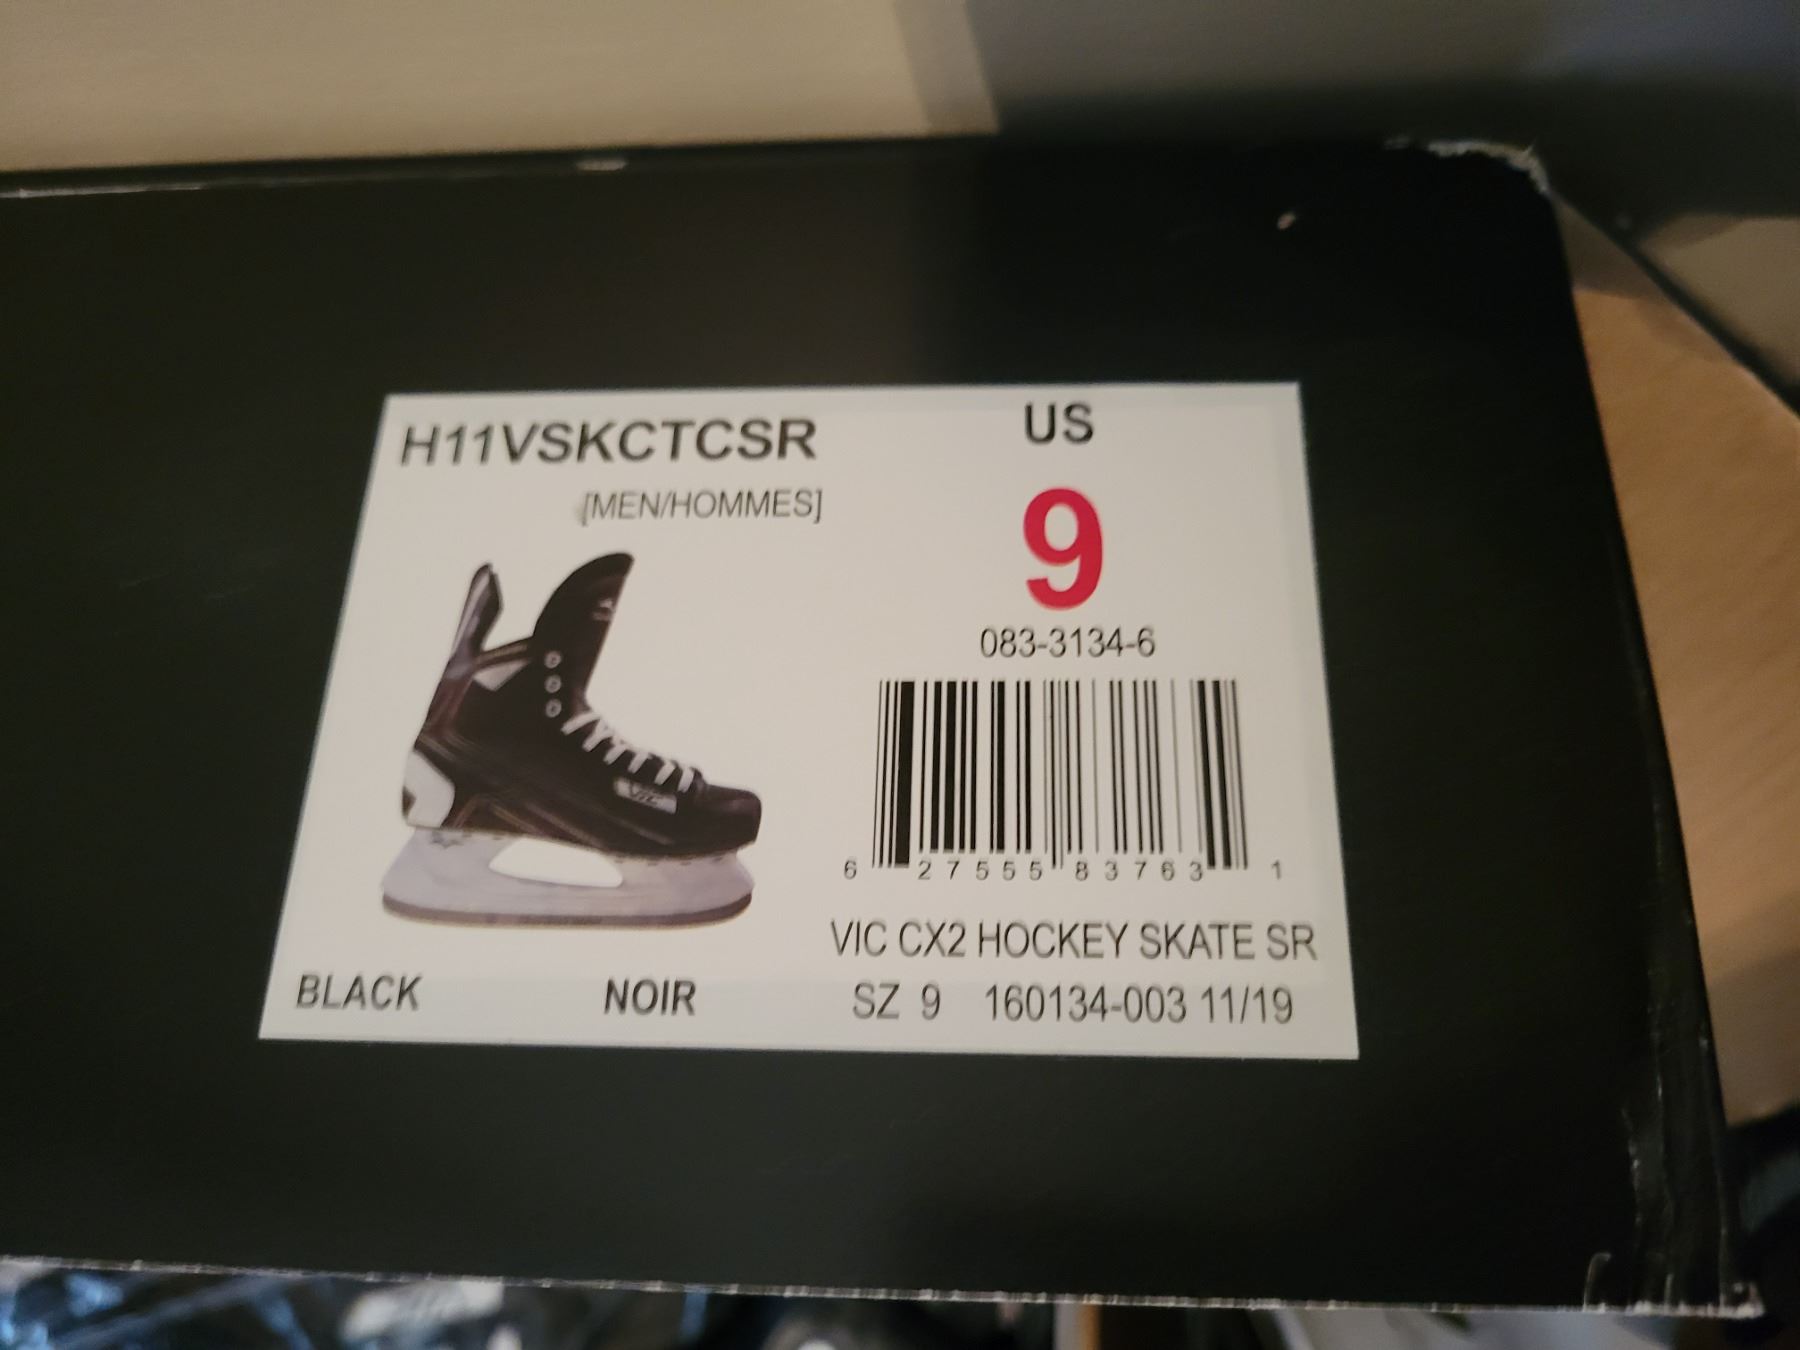 H11VSKCTCSR
[MEN/HOMMES]
US
9
083-3134-6
6 27555 83763 1
VIC CX2 HOCKEY SKATE SR
SZ 9 160134-003 11/19
BLACK NOIR
VIC